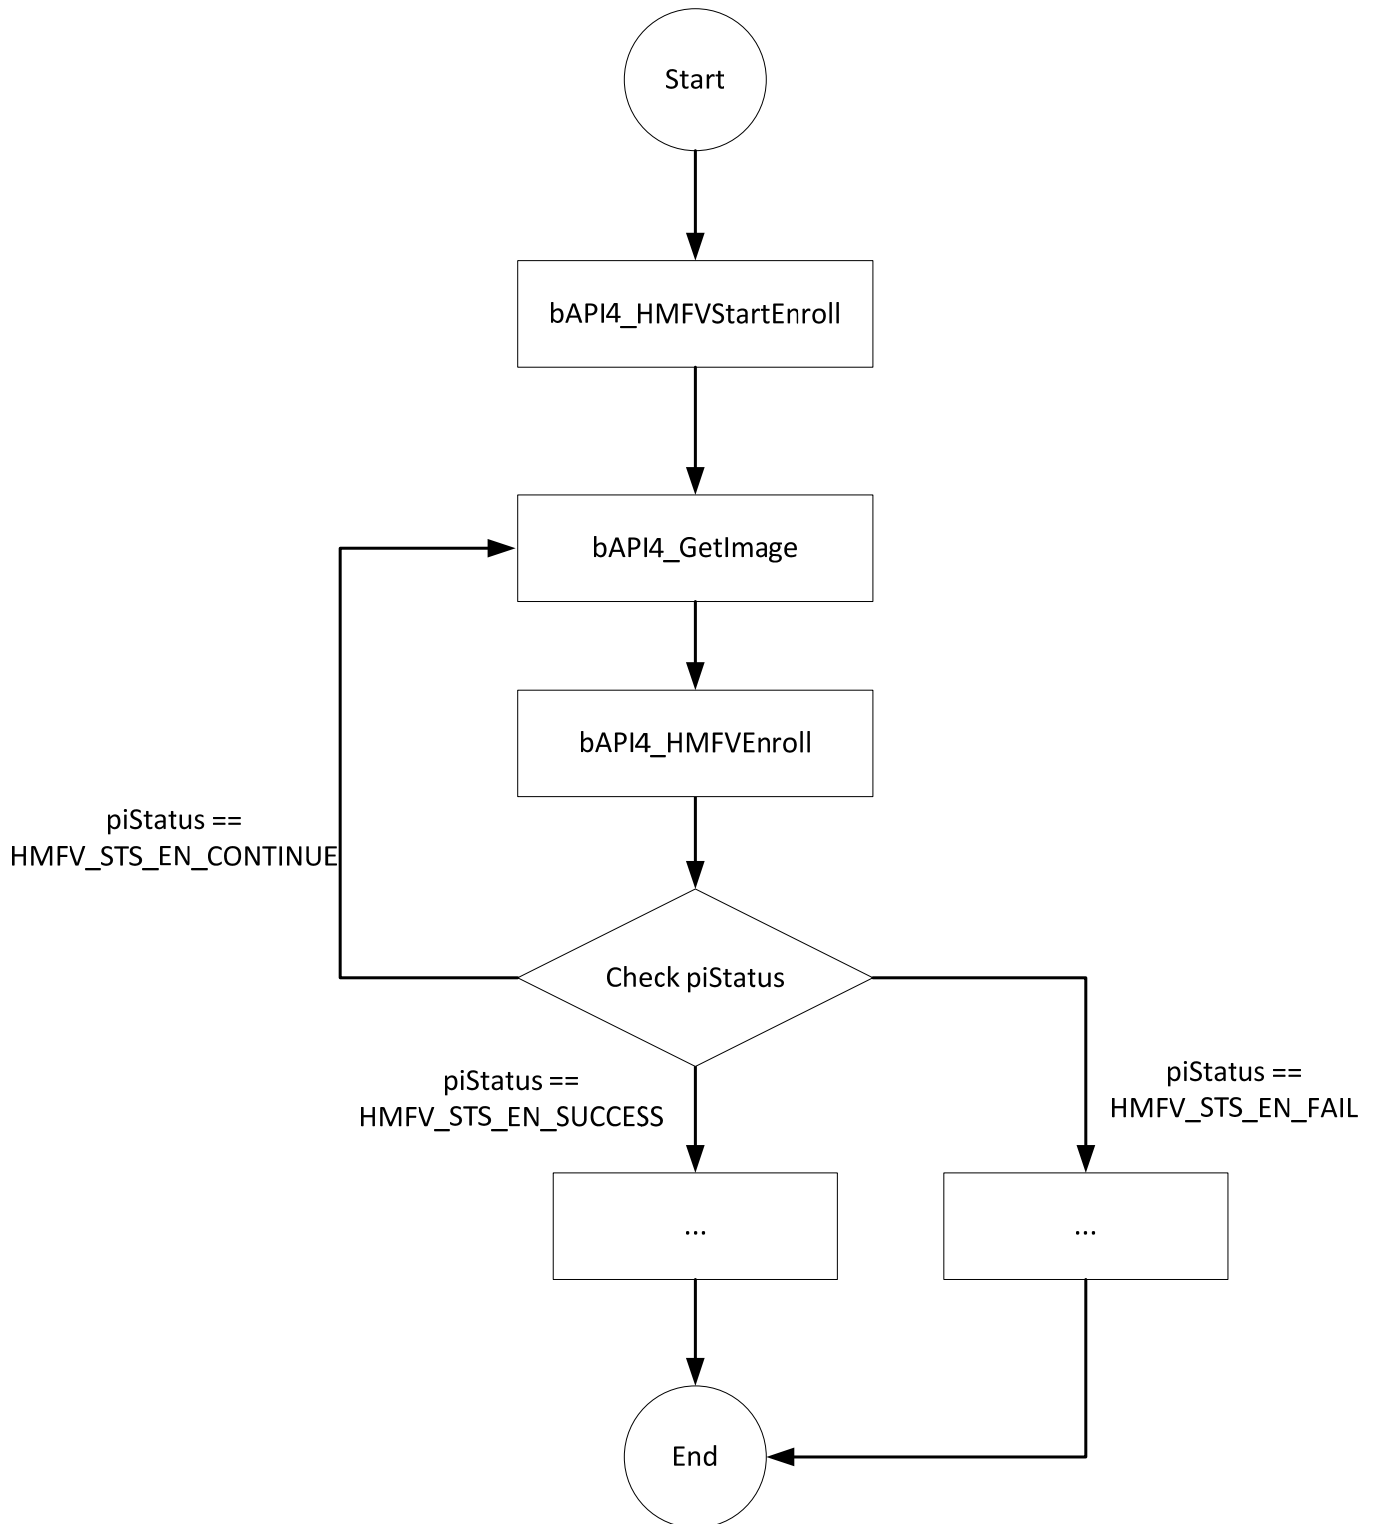 Start
bAPI4_HMFVStartEnroll
bAPI4_GetImage
bAPI4_HMFVEnroll
piStatus ==
HMFV_STS_EN_CONTINUE
Check piStatus
piStatus ==
HMFV_STS_EN_SUCCESS
piStatus ==
HMFV_STS_EN_FAIL
...
...
End